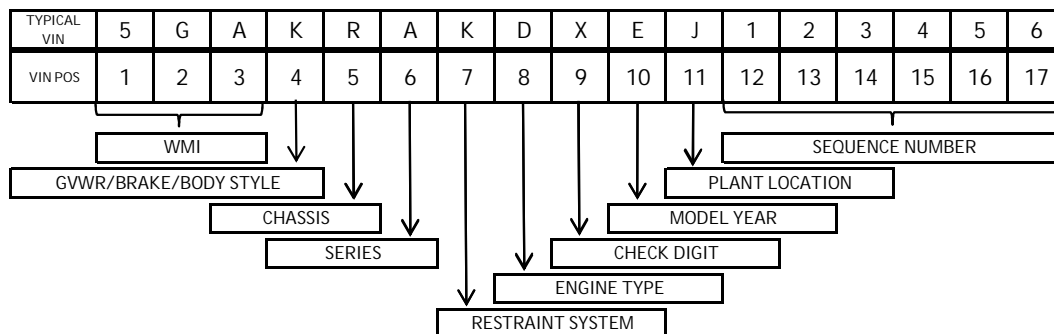 TYPICAL VIN 5 G A K R A K D X E J 1 2 3 4 5 6
VIN POS 1 2 3 4 5 6 7 8 9 10 11 12 13 14 15 16 17
WMI SEQUENCE NUMBER
GVWR/BRAKE/BODY STYLE PLANT LOCATION
CHASSIS MODEL YEAR
SERIES CHECK DIGIT
ENGINE TYPE
RESTRAINT SYSTEM